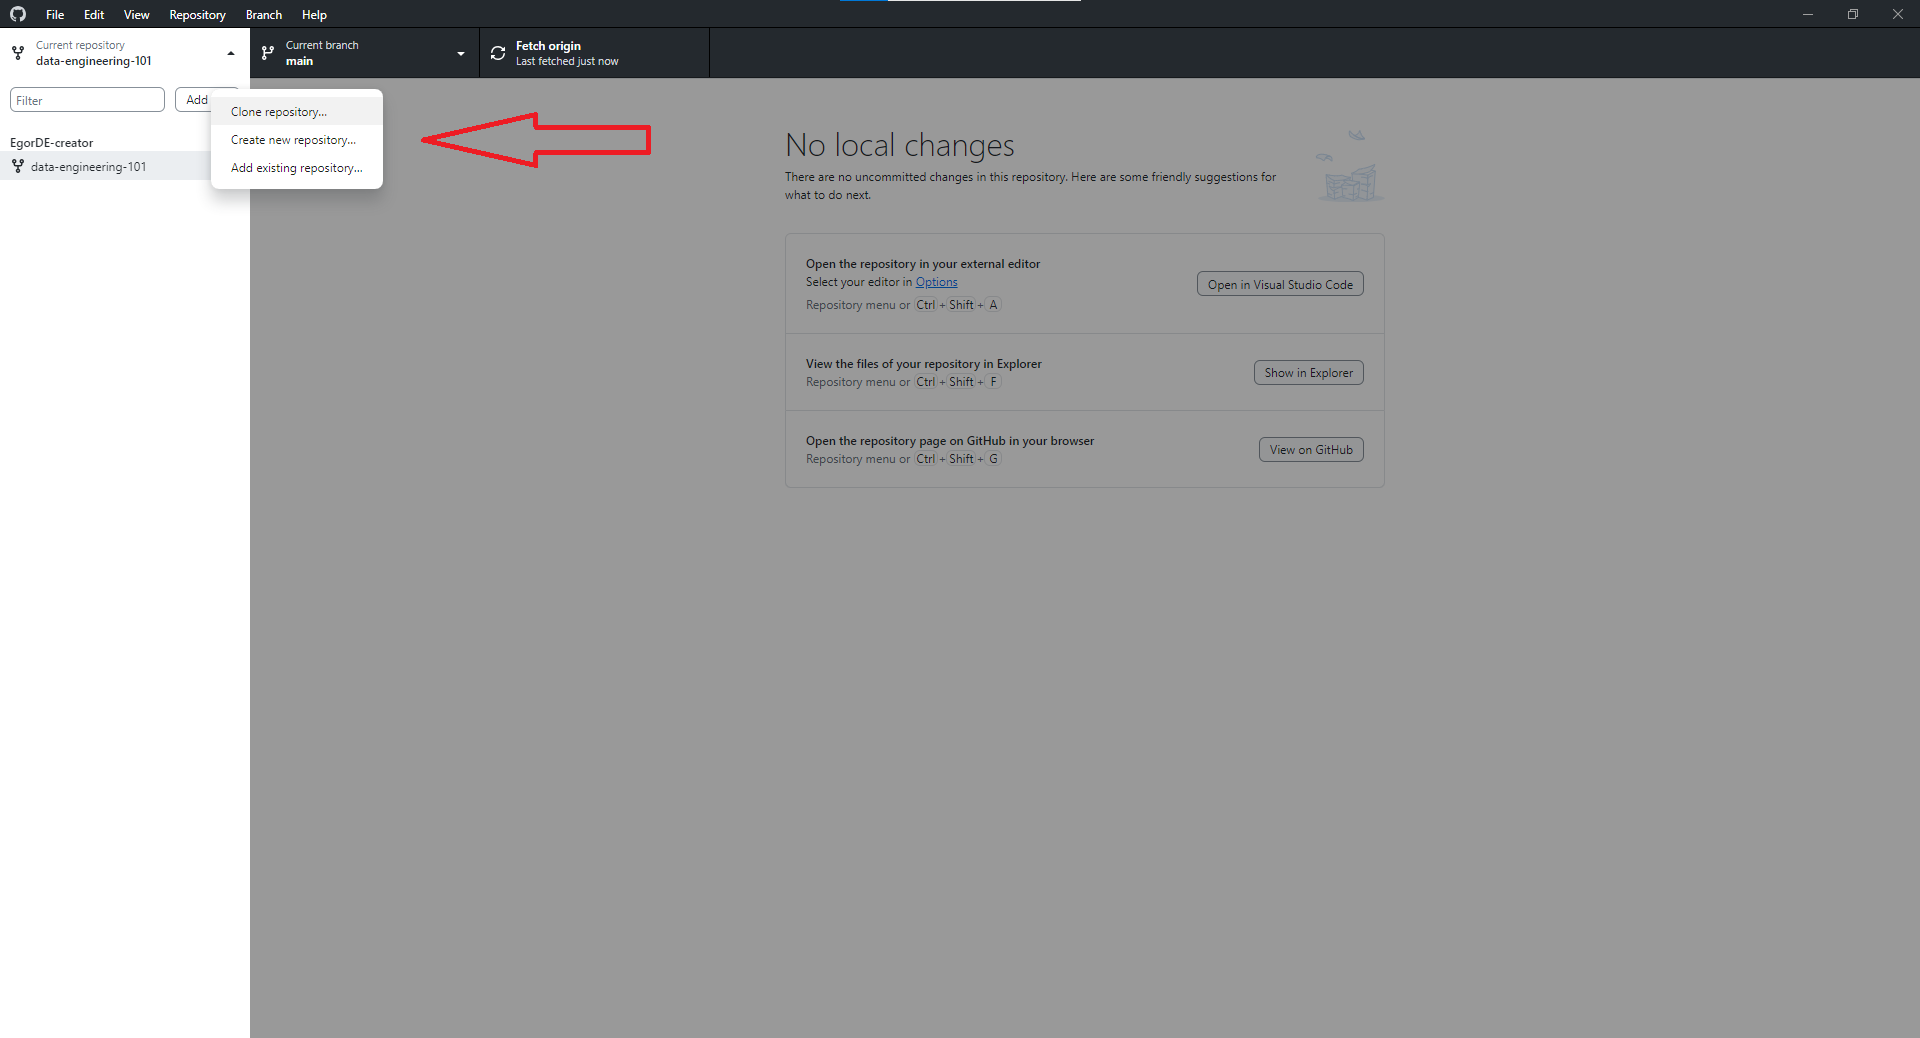 File Edit View Repository Branch Help
Current repository
data-engineering-101
Current branch
main
Fetch origin
Last fetched just now
Filter
Add
Clone repository...
Create new repository...
Add existing repository...
EgorDE-creator
data-engineering-101
No local changes
There are no uncommitted changes in this repository. Here are some friendly suggestions for
what to do next.
Open the repository in your external editor
Select your editor in Options
Repository menu or Ctrl + Shift + A
Open in Visual Studio Code
View the files of your repository in Explorer
Repository menu or Ctrl + Shift + F
Show in Explorer
Open the repository page on GitHub in your browser
Repository menu or Ctrl + Shift + G
View on GitHub